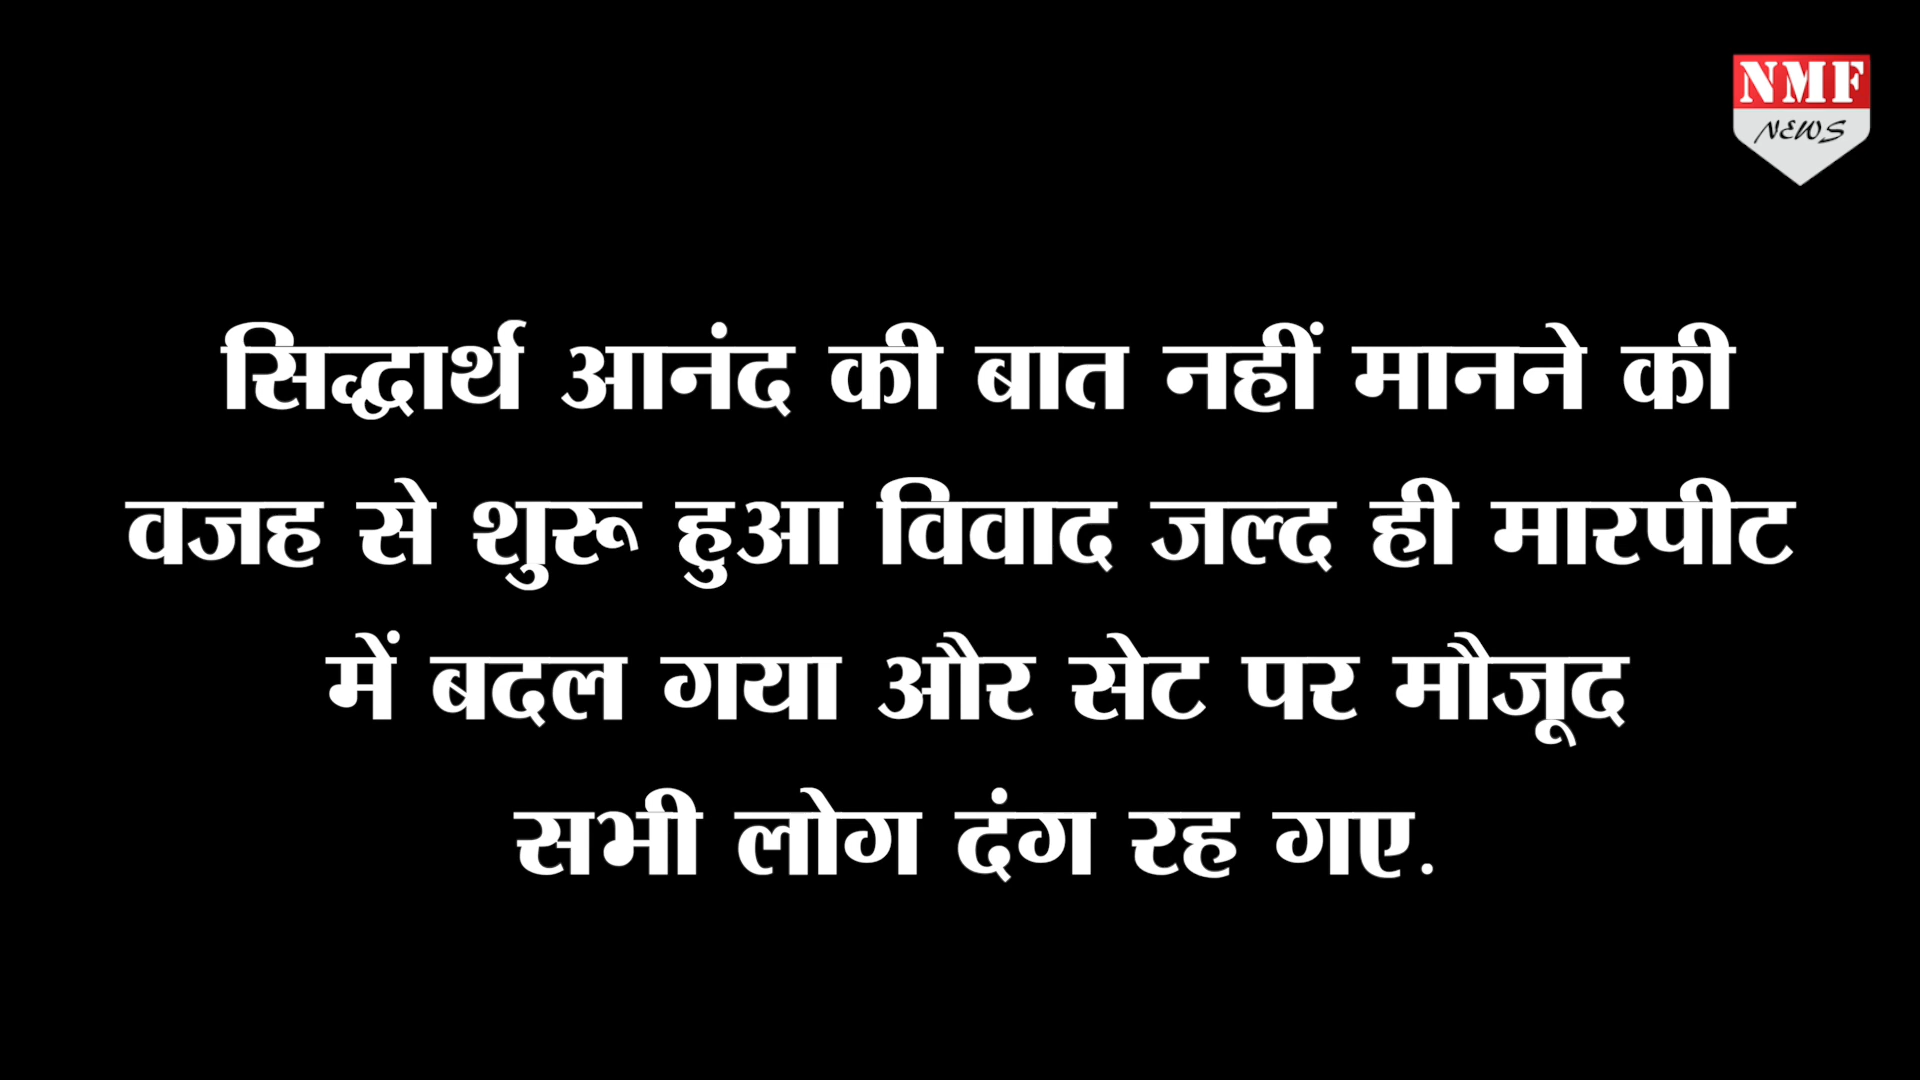 NMF
NEWS
सिद्धार्थ आनंद की बात नहीं मानने की
वजह से शुरू हुआ विवाद जल्द ही मारपीट
में बदल गया और सेट पर मौजूद
सभी लोग दंग रह गए.